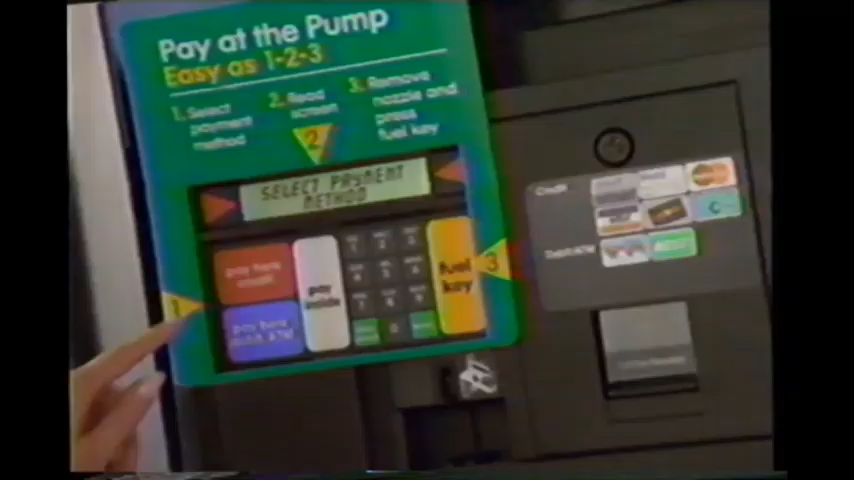 Pay at the Pump
Easy as 1-2-3
1. Select
payment
method
2. Read
screen
3. Remove
nozzle and
press
fuel key
2
SELECT PAYMENT
METHOD
pay here
credit
pay
inside
fuel
key
3
1
pay here
debit ATM
Credit
Debit/ATM